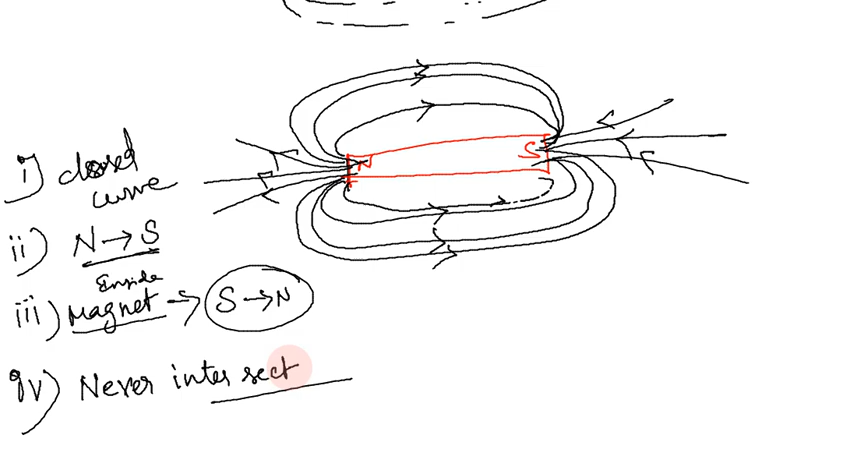 N S
i) closed
curve
ii) N → S
Inside
iii) Magnet → S → N
iv) Never intersect